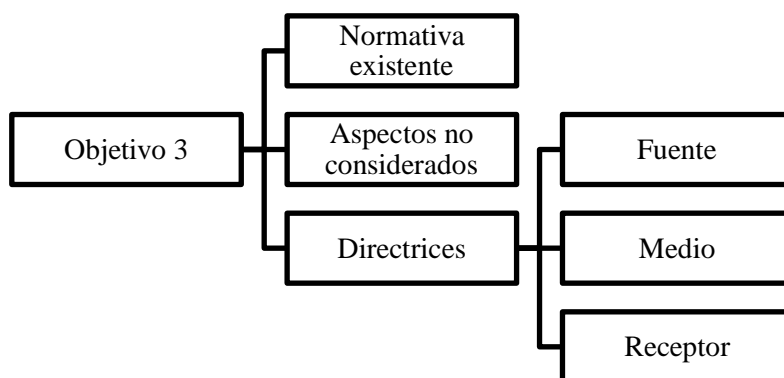 Objetivo 3
Normativa
existente
Aspectos no
considerados
Directrices
Fuente
Medio
Receptor